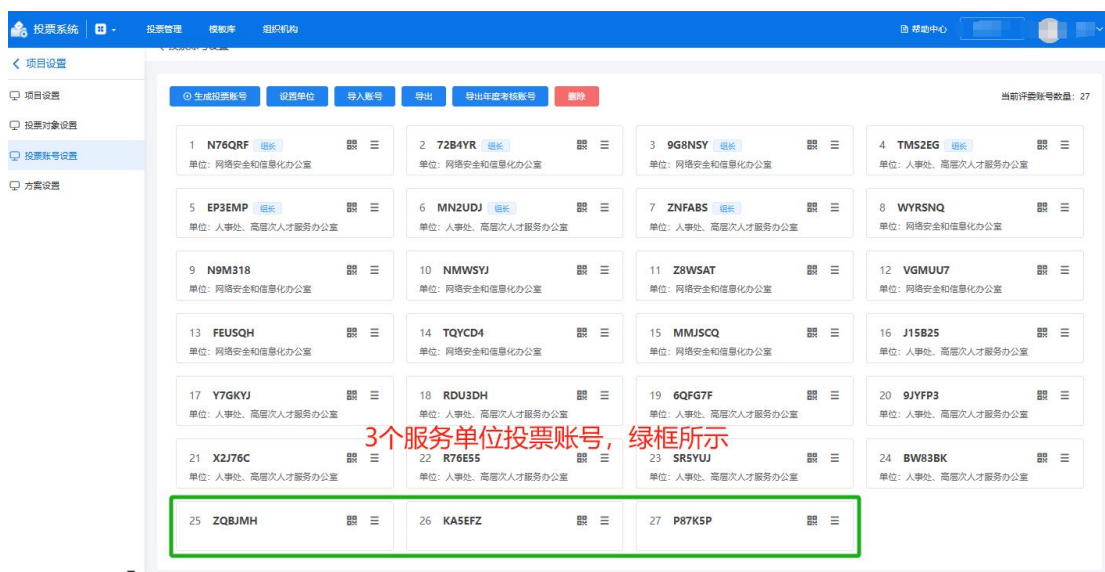 投票系统
投票管理 模板库 组织机构
帮助中心
项目设置
项目设置
投票对象设置
投票账号设置
方案设置
生成投票账号 设置单位 导入账号 导出 导出年度考核账号 删除
当前评委账号数量：27
1 N76QRF 组长
单位：网络安全和信息化办公室
2 72B4YR 组长
单位：网络安全和信息化办公室
3 9G8NSY 组长
单位：网络安全和信息化办公室
4 TMS2EG 组长
单位：人事处、高层次人才服务办公室
5 EP3EMP 组长
单位：人事处、高层次人才服务办公室
6 MN2UDJ 组长
单位：人事处、高层次人才服务办公室
7 ZNFABS 组长
单位：人事处、高层次人才服务办公室
8 WYRSNQ
单位：网络安全和信息化办公室
9 N9M318
单位：网络安全和信息化办公室
10 NMWSYJ
单位：网络安全和信息化办公室
11 Z8WSAT
单位：网络安全和信息化办公室
12 VGMUU7
单位：网络安全和信息化办公室
13 FEUSQH
单位：网络安全和信息化办公室
14 TQYCD4
单位：网络安全和信息化办公室
15 MMJSCQ
单位：网络安全和信息化办公室
16 J15B25
单位：人事处、高层次人才服务办公室
17 Y7GKYJ
单位：人事处、高层次人才服务办公室
18 RDU3DH
单位：人事处、高层次人才服务办公室
19 6QFG7F
单位：人事处、高层次人才服务办公室
20 9JYFP3
单位：人事处、高层次人才服务办公室
3个服务单位投票账号，绿框所示
21 X2J76C
单位：人事处、高层次人才服务办公室
22 R76E55
单位：人事处、高层次人才服务办公室
23 SR5YUJ
单位：人事处、高层次人才服务办公室
24 BW83BK
单位：人事处、高层次人才服务办公室
25 ZQBJMH
26 KA5EFZ
27 P87K5P